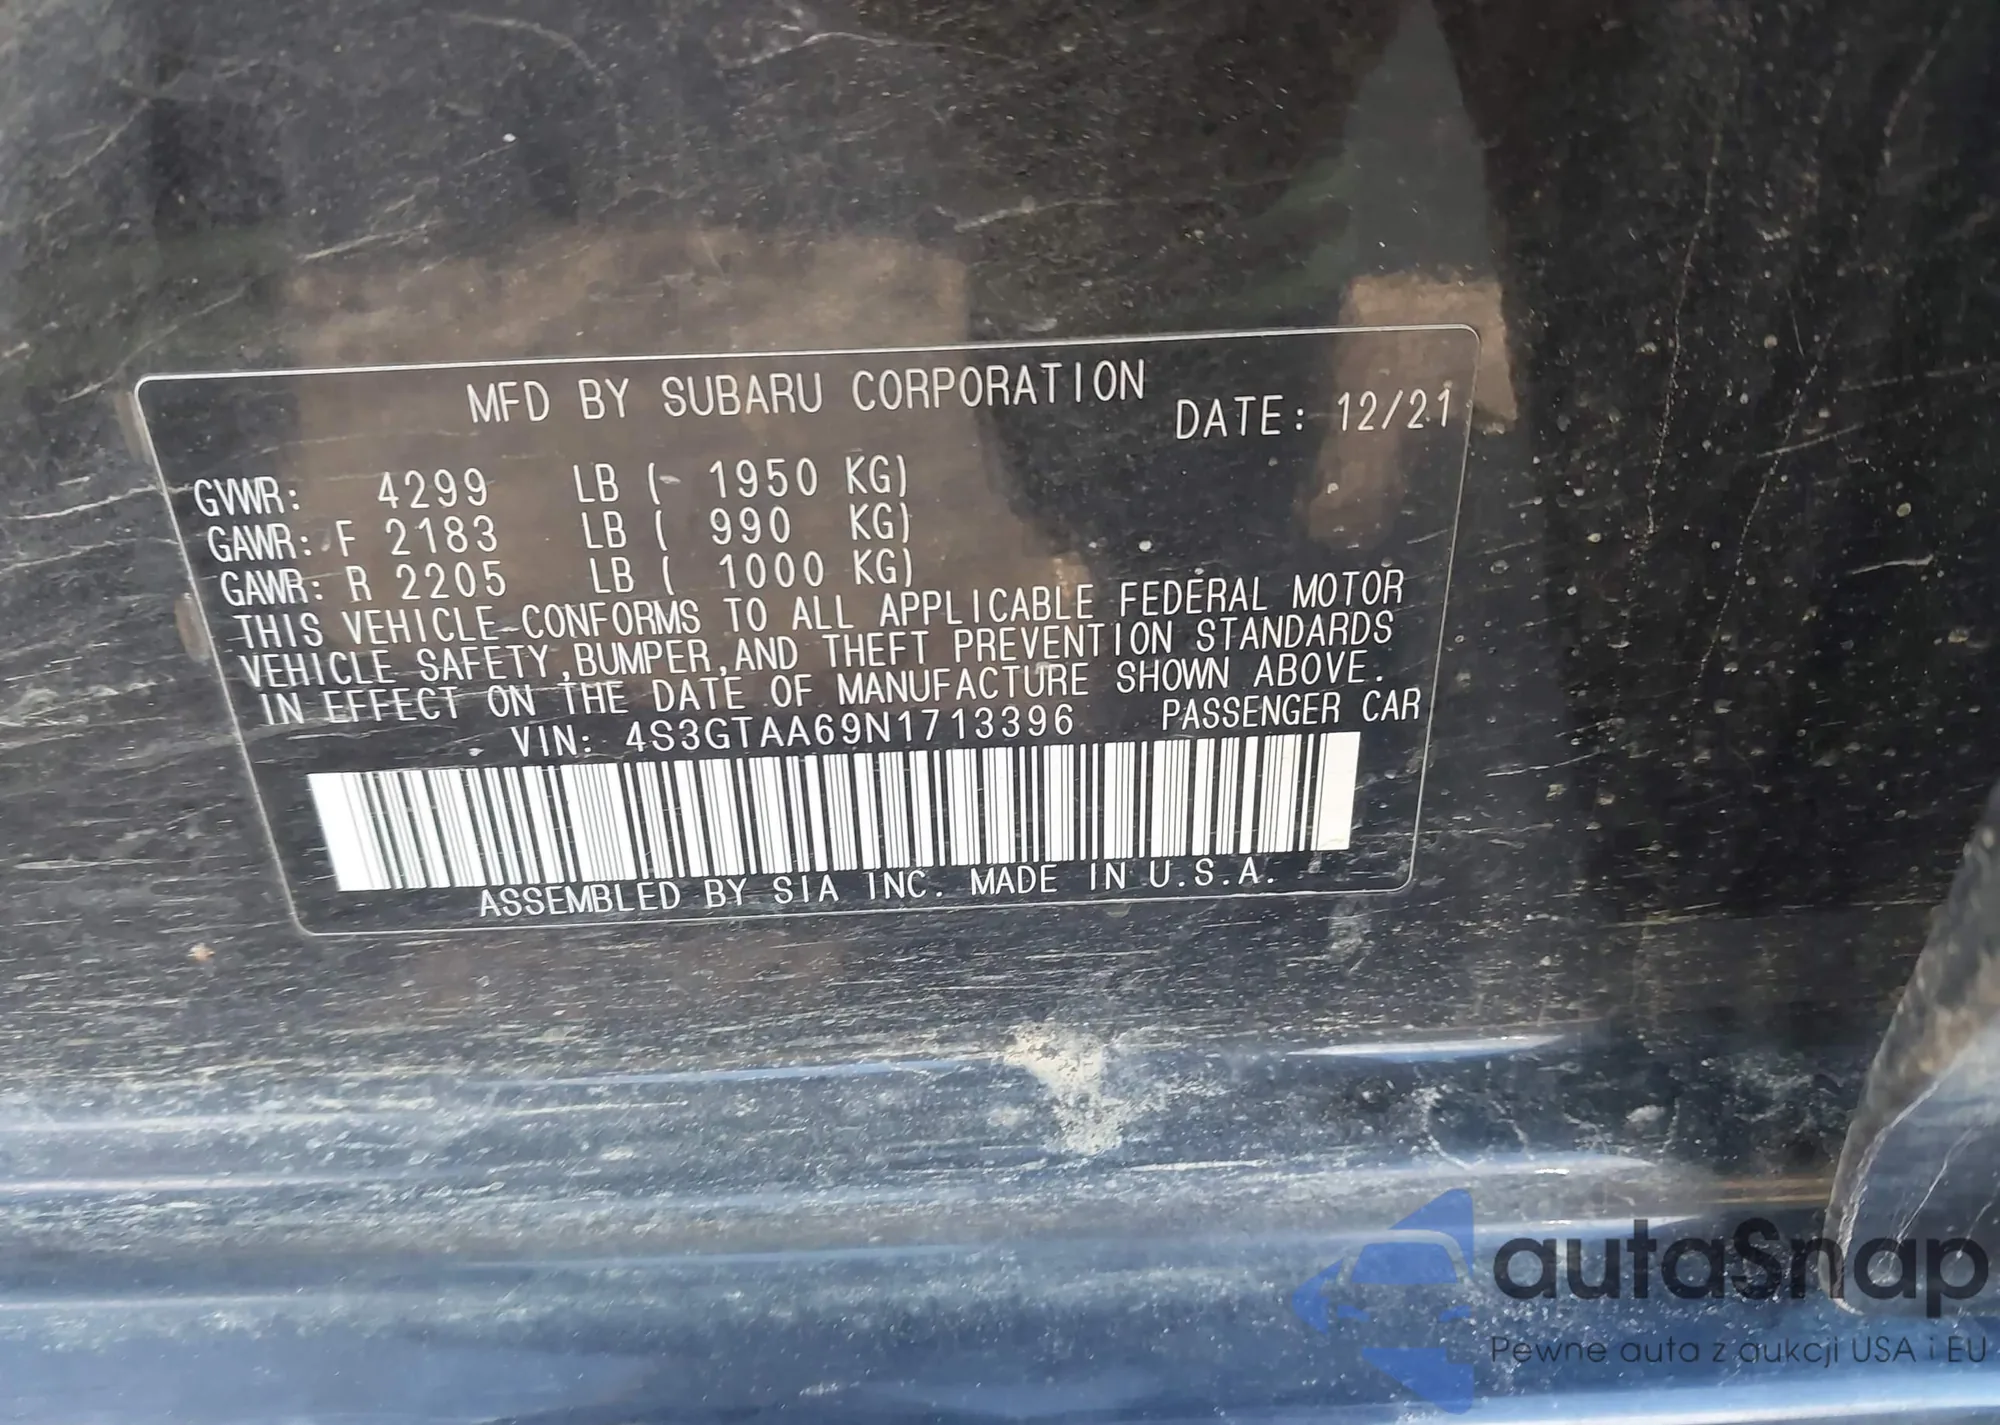 MFD BY SUBARU CORPORATION DATE: 12/21
GVWR: 4299 LB ( 1950 KG)
GAWR: F 2183 LB ( 990 KG)
GAWR: R 2205 LB ( 1000 KG)
THIS VEHICLE CONFORMS TO ALL APPLICABLE FEDERAL MOTOR
VEHICLE SAFETY,BUMPER,AND THEFT PREVENTION STANDARDS
IN EFFECT ON THE DATE OF MANUFACTURE SHOWN ABOVE.
VIN: 4S3GTAA69N1713396 PASSENGER CAR
ASSEMBLED BY SIA INC. MADE IN U.S.A.
autaSnap
Pewne auta z aukcji USA i EU